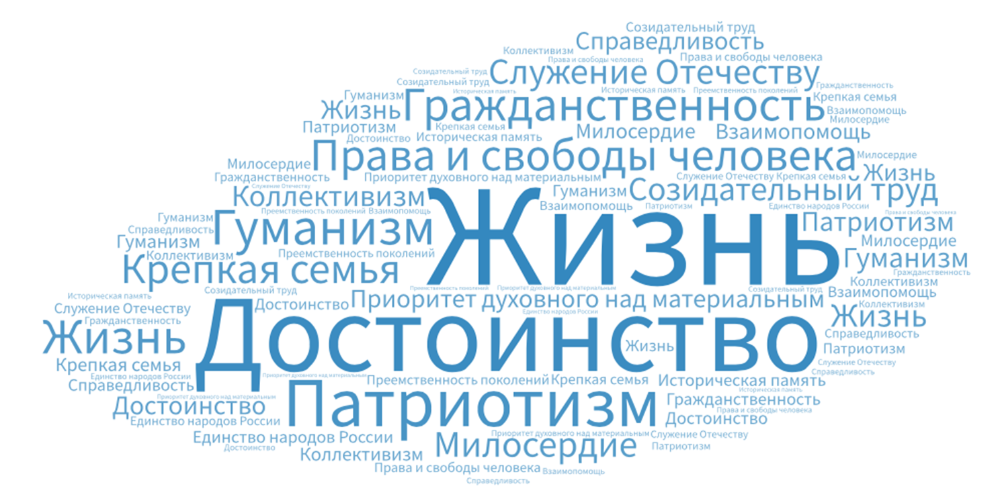 Созидательный труд
Справедливость
Коллективизм
Права и свободы человека
Права и свободы человека
Созидательный труд
Служение Отечеству
Созидательный труд
Историческая память
Историческая память
Преемственность поколений
Гражданственность
Гуманизм
Гражданственность
Крепкая семья
Жизнь
Взаимопомощь
Милосердие
Патриотизм
Крепкая семья
Милосердие
Взаимопомощь
Достоинство
Историческая память
Права и свободы человека
Милосердие
Милосердие
Жизнь
Гражданственность
Приоритет духовного над материальным
Служение Отечеству
Крепкая семья
Служение Отечеству
Коллективизм
Гуманизм
Созидательный труд
Преемственность поколений
Взаимопомощь
Взаимопомощь
Патриотизм
Единство народов России
Права и свободы человека
Гуманизм
Гуманизм
Жизнь
Патриотизм
Справедливость
Гуманизм
Милосердие
Коллективизм
Преемственность поколений
Гуманизм
Крепкая семья
Гражданственность
Коллективизм
Преемственность поколений
Приоритет духовного над материальным
Созидательный труд
Созидательный труд
Взаимопомощь
Историческая память
Достоинство
Приоритет духовного над материальным
Служение Отечеству
Единство народов России
Коллективизм
Гражданственность
Жизнь
Жизнь
Достоинство
Жизнь
Справедливость
Патриотизм
Крепкая семья
Служение Отечеству
Единство народов России
Приоритет духовного над материальным
Справедливость
Справедливость
Преемственность поколений
Крепкая семья
Историческая память
Историческая память
Приоритет духовного над материальным
Патриотизм
Гражданственность
Достоинство
Права и свободы человека
Единство народов России
Достоинство
Единство народов России
Приоритет духовного над материальным
Служение Отечеству
Достоинство
Милосердие
Патриотизм
Коллективизм
Права и свободы человека
Взаимопомощь
Справедливость